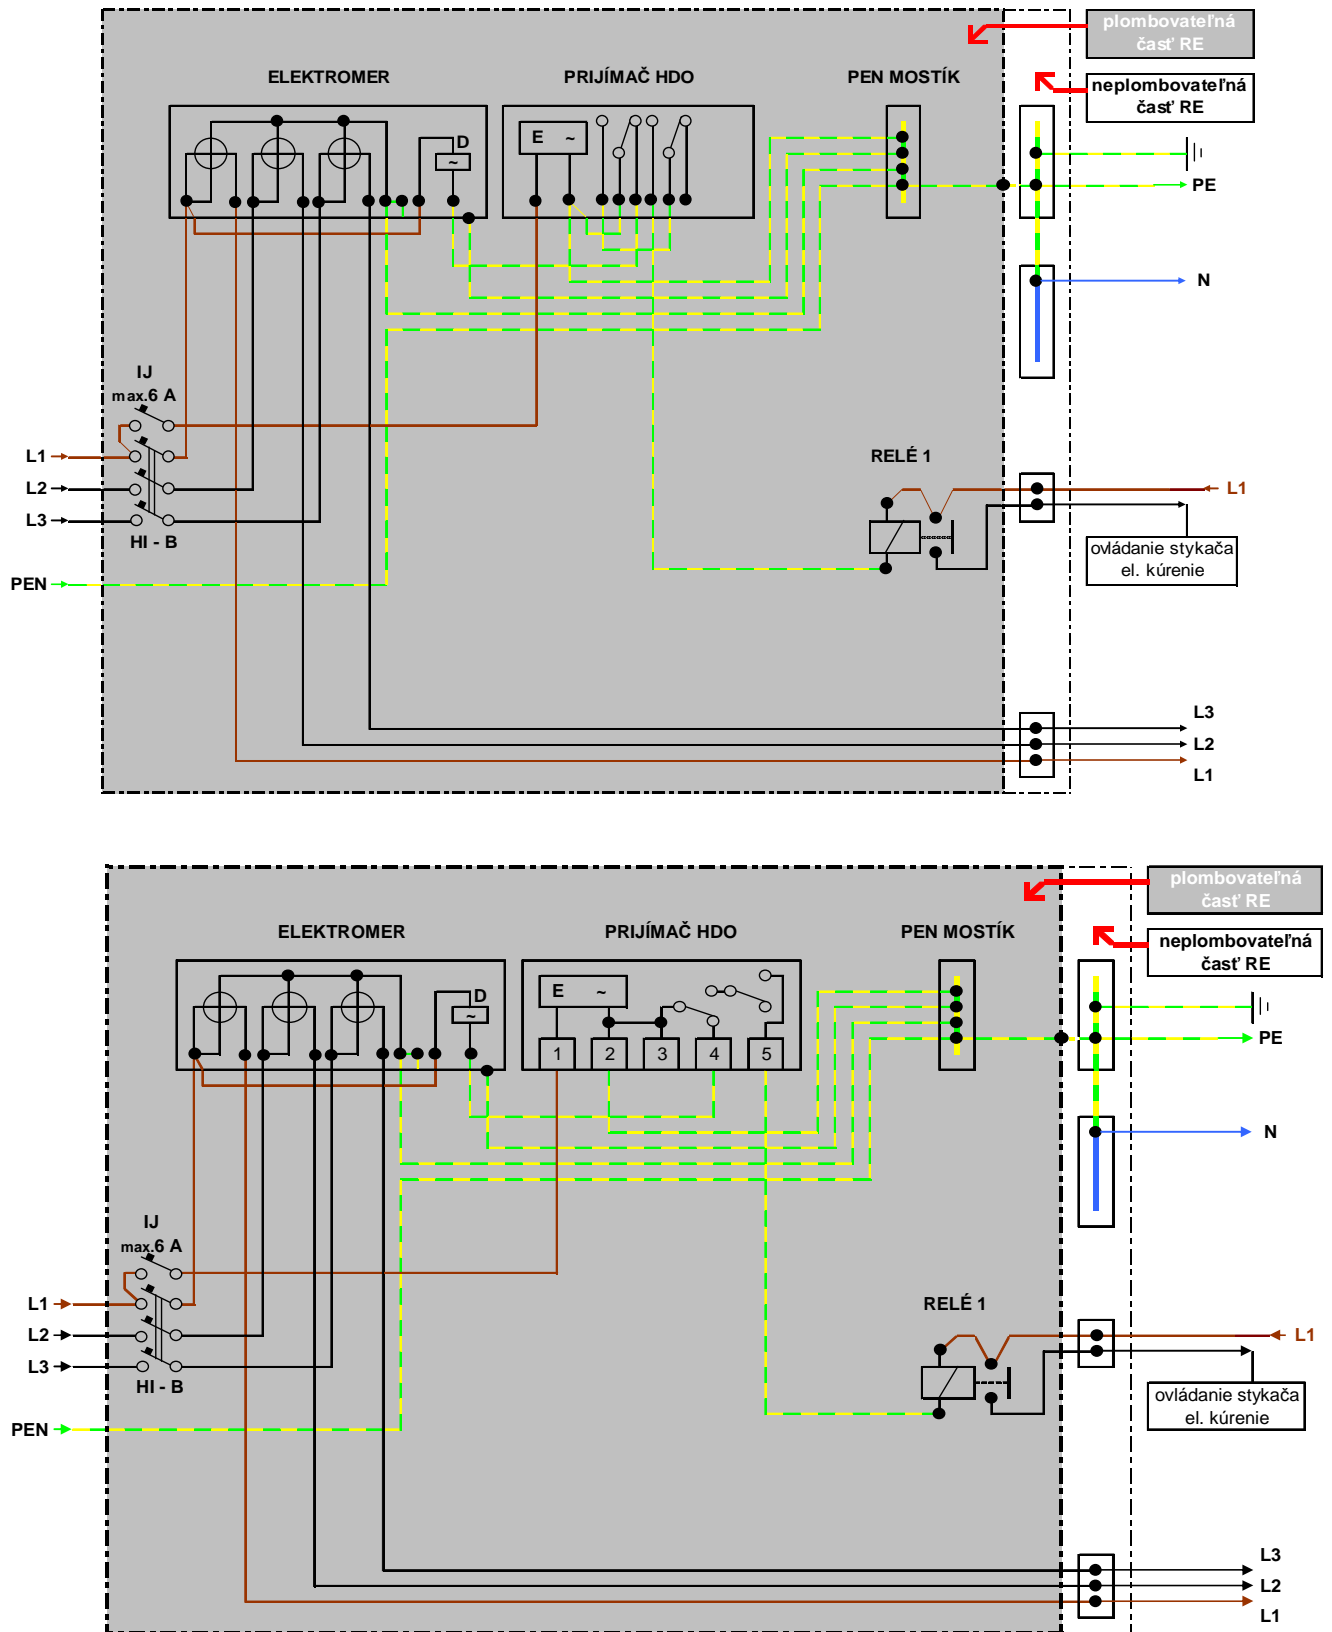 plombovateľná
časť RE
ELEKTROMER
PRIJÍMAČ HDO
PEN MOSTÍK
neplombovateľná
časť RE
E ~
D
~
PE
N
IJ
max.6 A
L1
L2
L3
HI - B
PEN
RELÉ 1
L1
ovládanie stykača
el. kúrenie
L3
L2
L1
plombovateľná
časť RE
ELEKTROMER
PRIJÍMAČ HDO
PEN MOSTÍK
neplombovateľná
časť RE
E ~
D
~
1 2 3 4 5
PE
N
IJ
max.6 A
L1
L2
L3
HI - B
PEN
RELÉ 1
L1
ovládanie stykača
el. kúrenie
L3
L2
L1